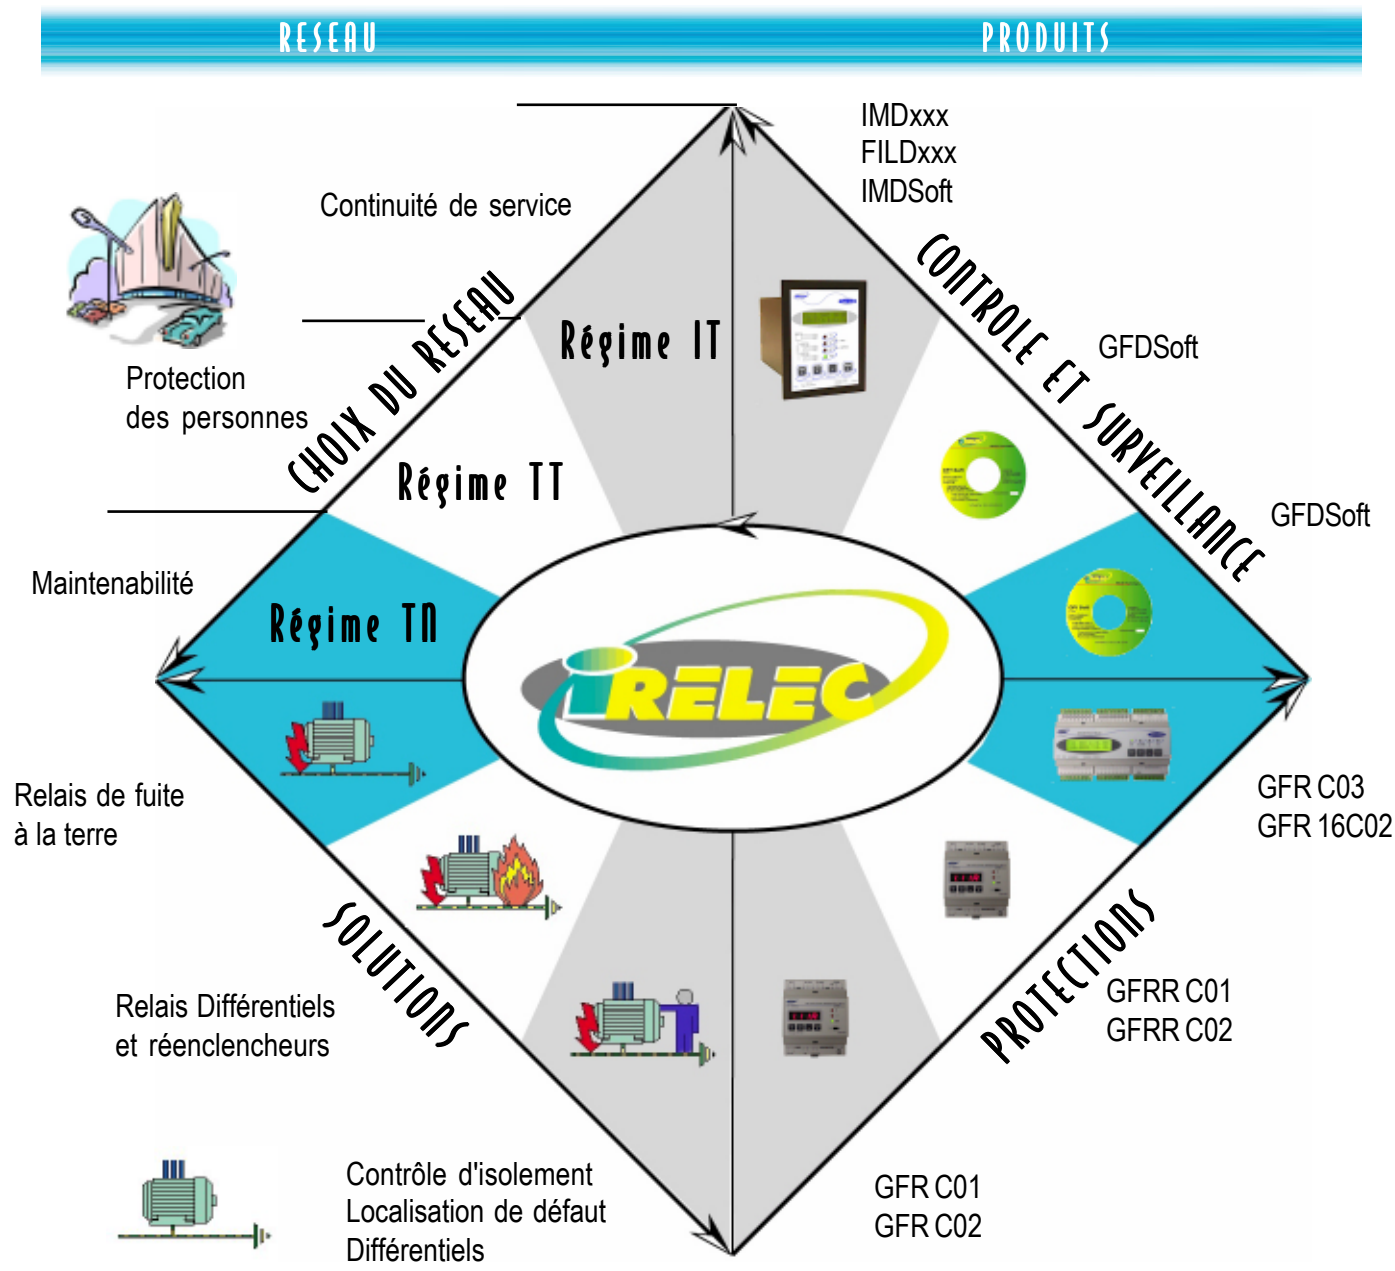 RESEAU
PRODUITS
IMDxxx
FILDxxx
IMDSoft
Continuité de service
CHOIX DU RESEAU
CONTROLE ET SURVEILLANCE
Régime IT
GFDSoft
Protection
des personnes
Régime TT
GFDSoft
Maintenabilité
Régime TN
iRELEC
Relais de fuite
à la terre
GFR C03
GFR 16C02
SOLUTIONS
PROTECTIONS
Relais Différentiels
et réenclencheurs
GFRR C01
GFRR C02
Contrôle d'isolement
Localisation de défaut
Différentiels
GFR C01
GFR C02